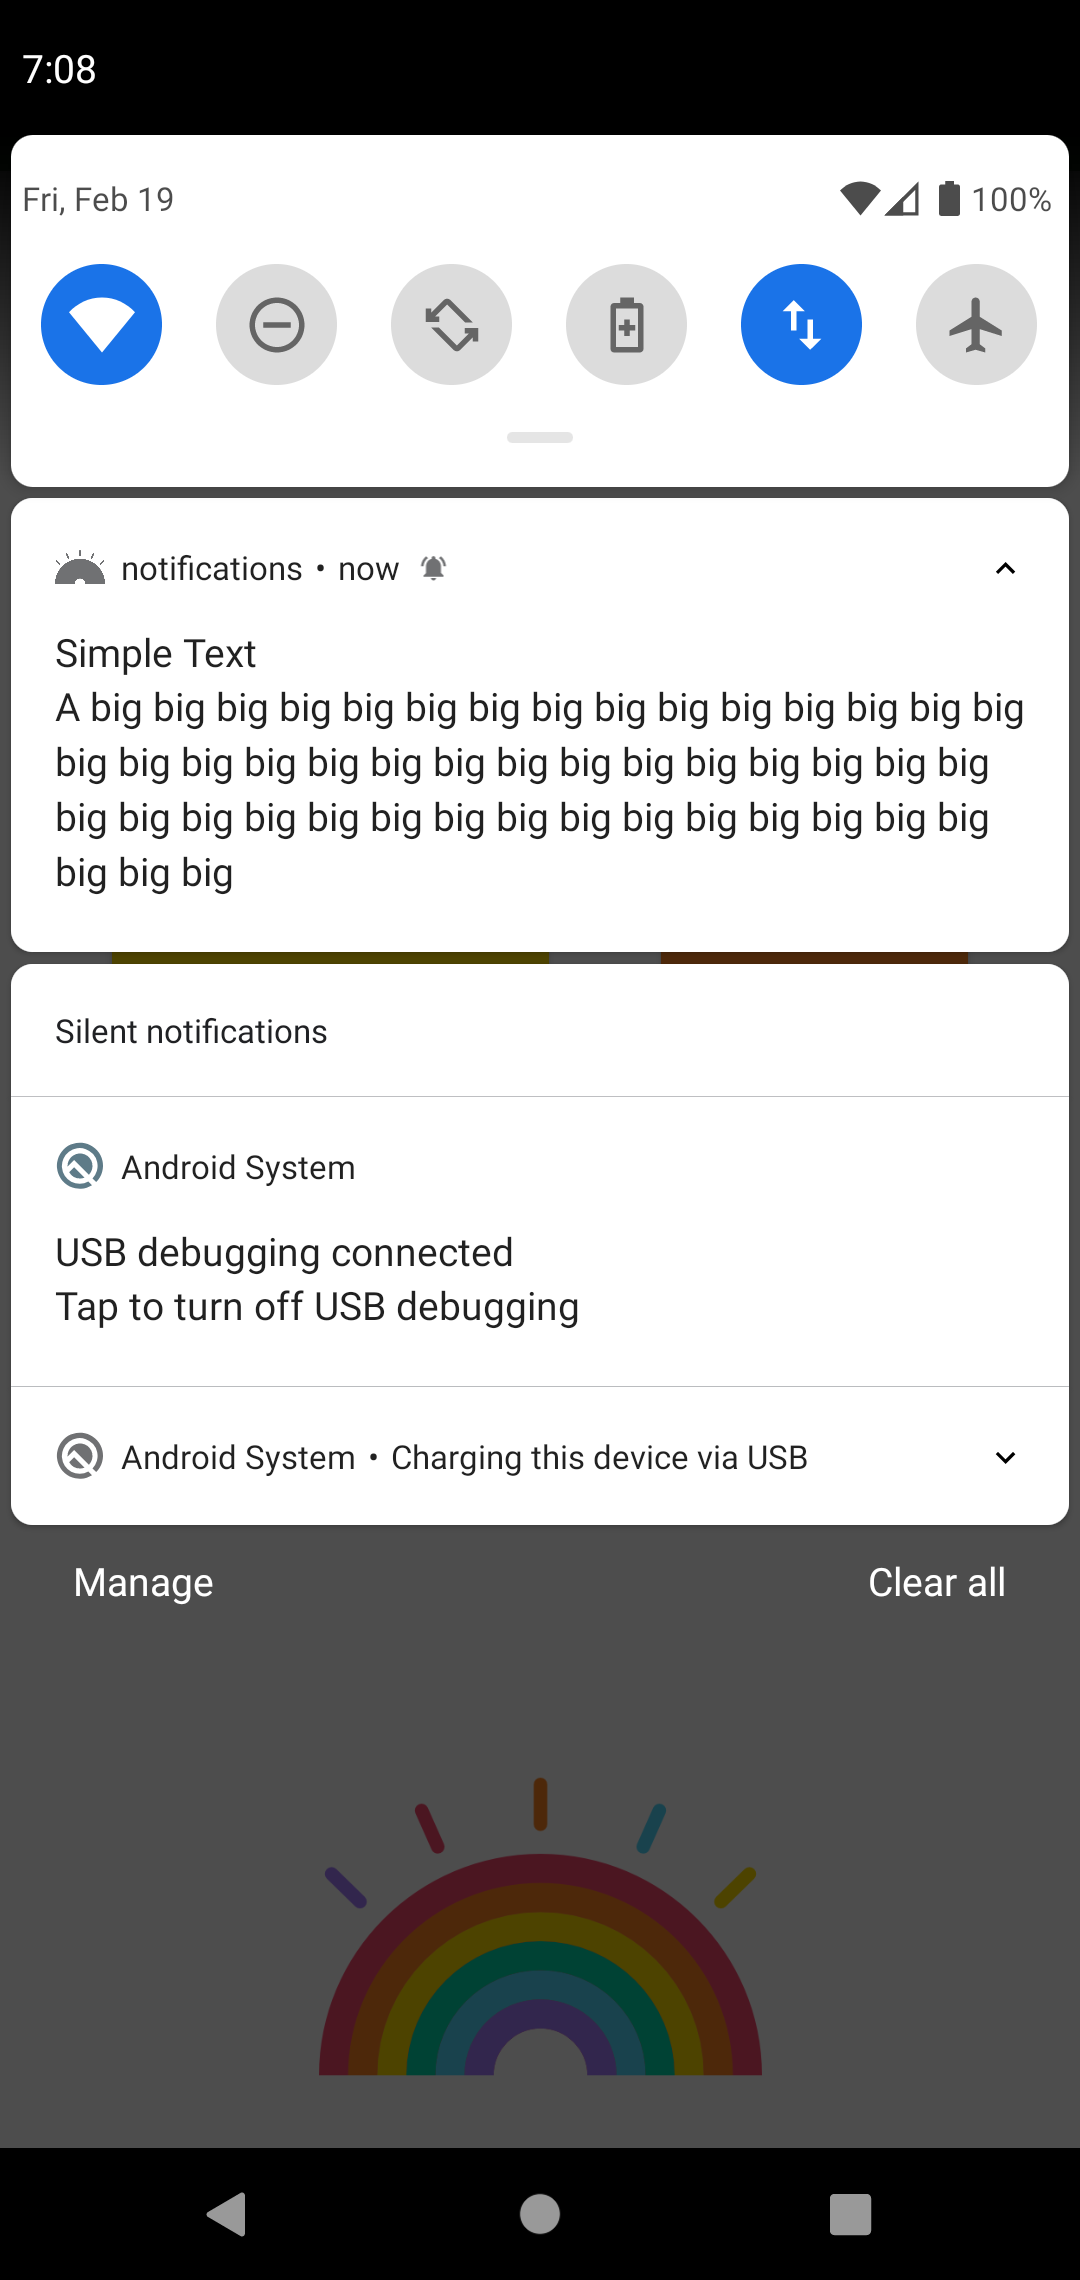 7:08
Fri, Feb 19 100%
notifications • now
Simple Text
A big big big big big big big big big big big big big big big
big big big big big big big big big big big big big big big
big big big big big big big big big big big big big big big
big big big
Silent notifications
Android System
USB debugging connected
Tap to turn off USB debugging
Android System • Charging this device via USB
Manage Clear all